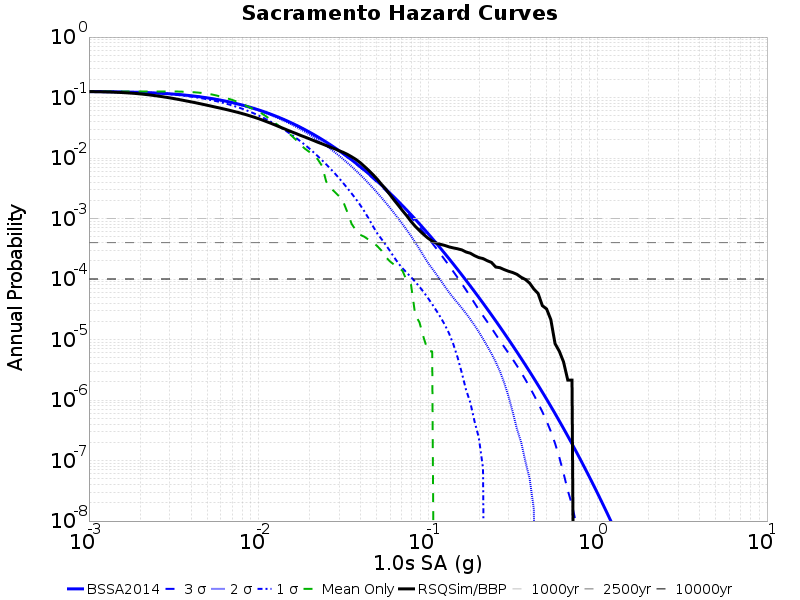 Sacramento Hazard Curves
Annual Probability
10^0
10^-1
10^-2
10^-3
10^-4
10^-5
10^-6
10^-7
10^-8
10^-3 10^-2 10^-1 10^0 10^1
1.0s SA (g)
BSSA2014 3 σ 2 σ 1 σ Mean Only RSQSim/BBP 1000yr 2500yr 10000yr